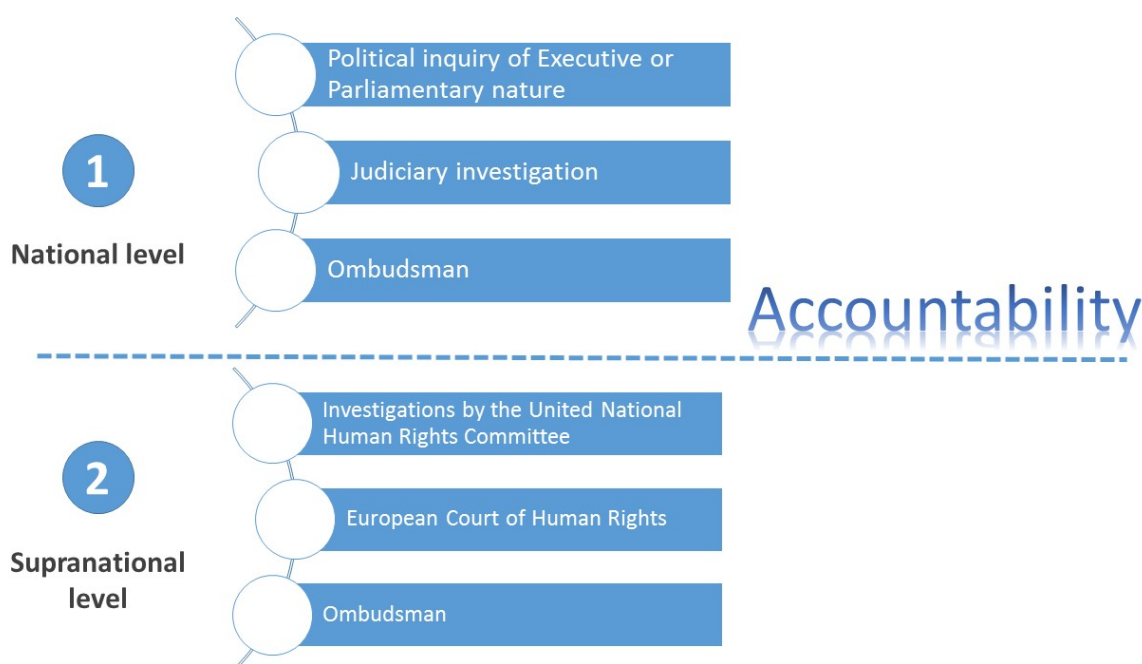 Political inquiry of Executive or
Parliamentary nature
1
Judiciary investigation
National level
Ombudsman
Accountability
Investigations by the United National
Human Rights Committee
2
European Court of Human Rights
Supranational
level
Ombudsman